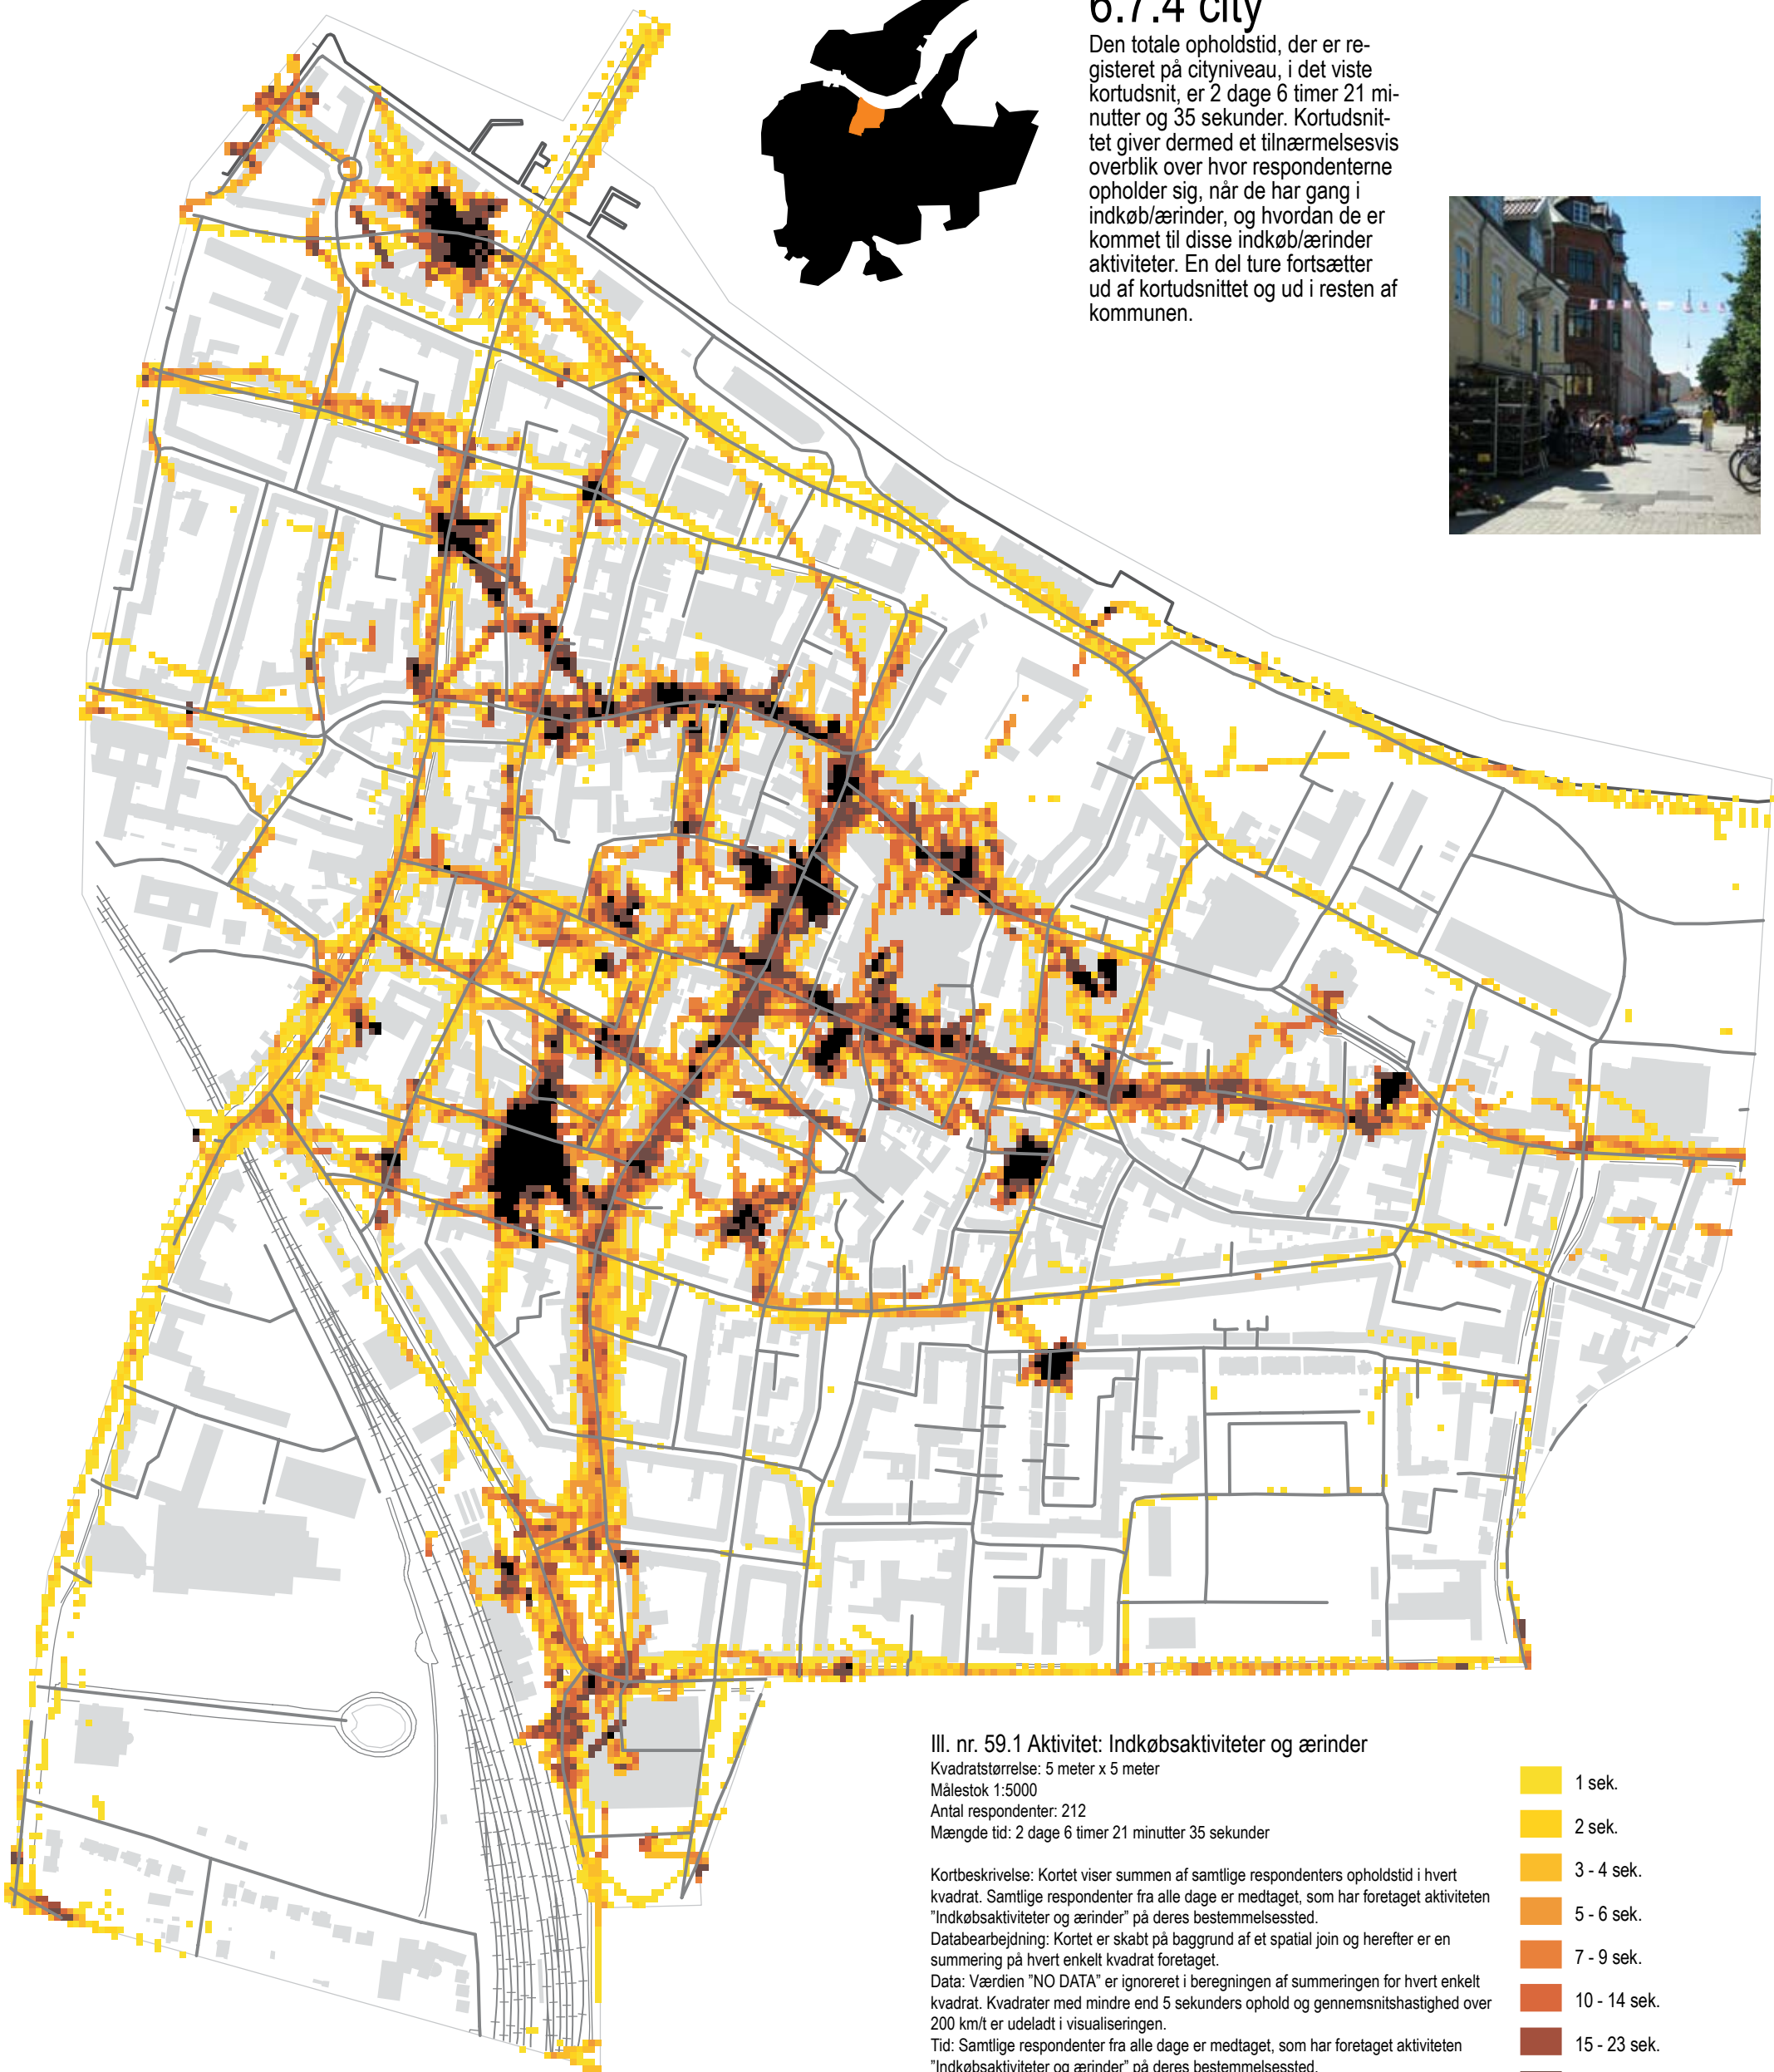 6.7.4 city
Den totale opholdstid, der er re-
gisteret på cityniveau, i det viste
kortudsnit, er 2 dage 6 timer 21 mi-
nutter og 35 sekunder. Kortudsnit-
tet giver dermed et tilnærmelsesvis
overblik over hvor respondenterne
opholder sig, når de har gang i
indkøb/ærinder, og hvordan de er
kommet til disse indkøb/ærinder
aktiviteter. En del ture fortsætter
ud af kortudsnittet og ud i resten af
kommunen.
Ill. nr. 59.1 Aktivitet: Indkøbsaktiviteter og ærinder
Kvadratstørrelse: 5 meter x 5 meter
Målestok 1:5000
Antal respondenter: 212
Mængde tid: 2 dage 6 timer 21 minutter 35 sekunder
Kortbeskrivelse: Kortet viser summen af samtlige respondenters opholdstid i hvert
kvadrat. Samtlige respondenter fra alle dage er medtaget, som har foretaget aktiviteten
”Indkøbsaktiviteter og ærinder” på deres bestemmelsessted.
Databearbejdning: Kortet er skabt på baggrund af et spatial join og herefter er en
summering på hvert enkelt kvadrat foretaget.
Data: Værdien ”NO DATA” er ignoreret i beregningen af summeringen for hvert enkelt
kvadrat. Kvadrater med mindre end 5 sekunders ophold og gennemsnitshastighed over
200 km/t er udeladt i visualiseringen.
Tid: Samtlige respondenter fra alle dage er medtaget, som har foretaget aktiviteten
”Indkøbsaktiviteter og ærinder” på deres bestemmelsessted.
1 sek.
2 sek.
3 - 4 sek.
5 - 6 sek.
7 - 9 sek.
10 - 14 sek.
15 - 23 sek.